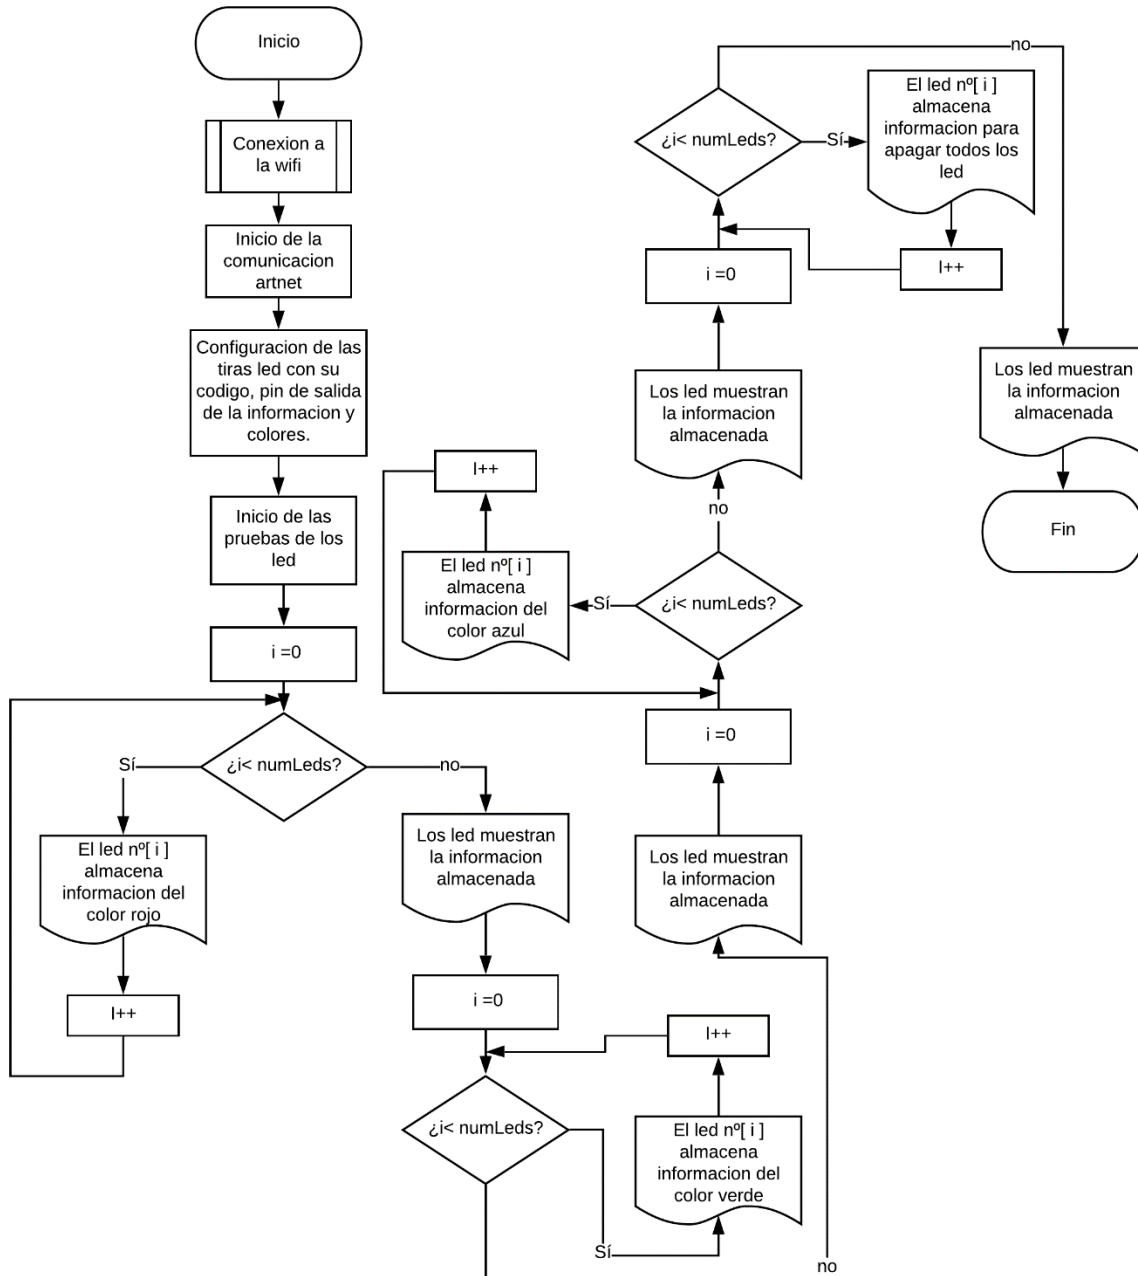 Inicio
Conexion a
la wifi
Inicio de la
comunicacion
artnet
Configuracion de las
tiras led con su
codigo, pin de salida
de la informacion y
colores.
Inicio de las
pruebas de los
led
i =0
¿i< numLeds?
Sí
no
El led nº[ i ]
almacena
informacion del
color rojo
I++
Los led muestran
la informacion
almacenada
i =0
¿i< numLeds?
Sí
no
El led nº[ i ]
almacena
informacion del
color verde
I++
Los led muestran
la informacion
almacenada
i =0
¿i< numLeds?
Sí
no
El led nº[ i ]
almacena
informacion del
color azul
I++
Los led muestran
la informacion
almacenada
i =0
¿i< numLeds?
Sí
no
El led nº[ i ]
almacena
informacion para
apagar todos los
led
I++
Los led muestran
la informacion
almacenada
Fin